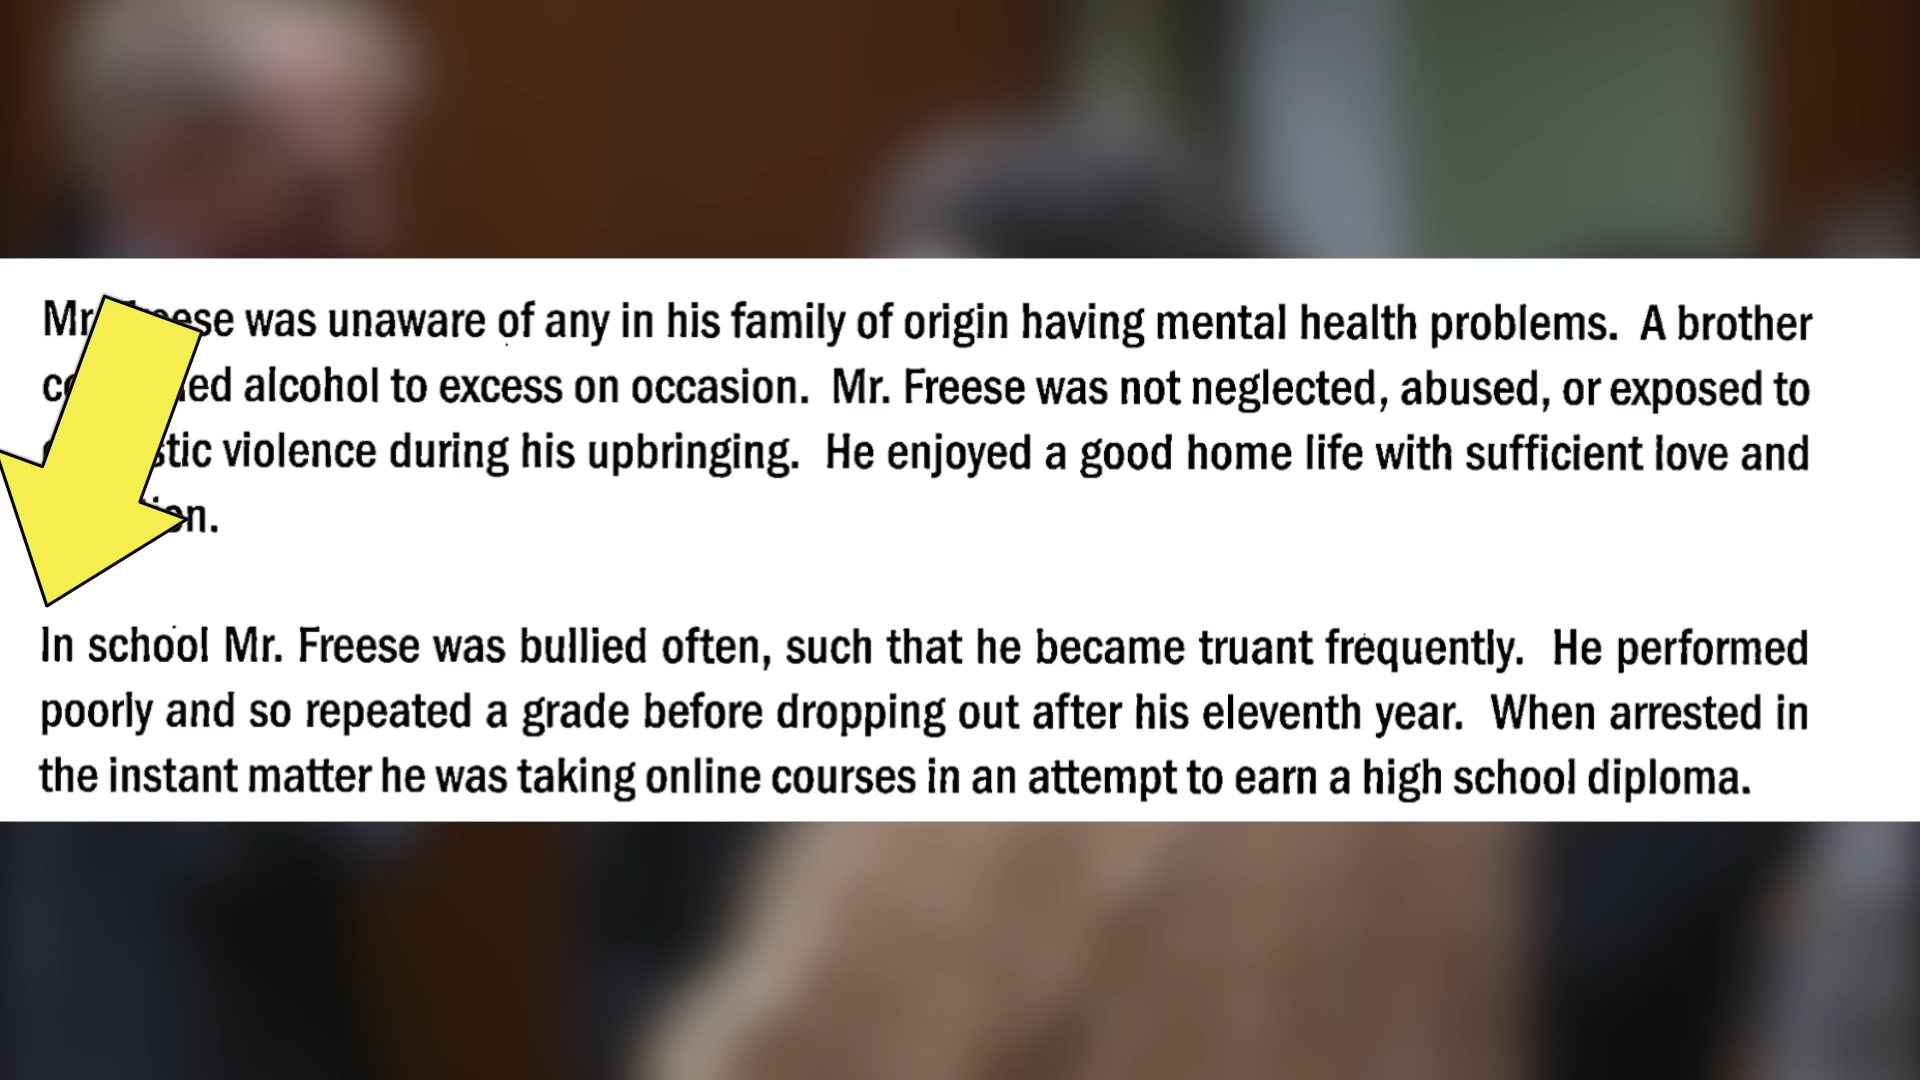 Mr. Freese was unaware of any in his family of origin having mental health problems. A brother
alcohol to excess on occasion. Mr. Freese was not neglected, abused, or exposed to
violence during his upbringing. He enjoyed a good home life with sufficient love and
In school Mr. Freese was bullied often, such that he became truant frequently. He performed
poorly and so repeated a grade before dropping out after his eleventh year. When arrested in
the instant matter he was taking online courses in an attempt to earn a high school diploma.